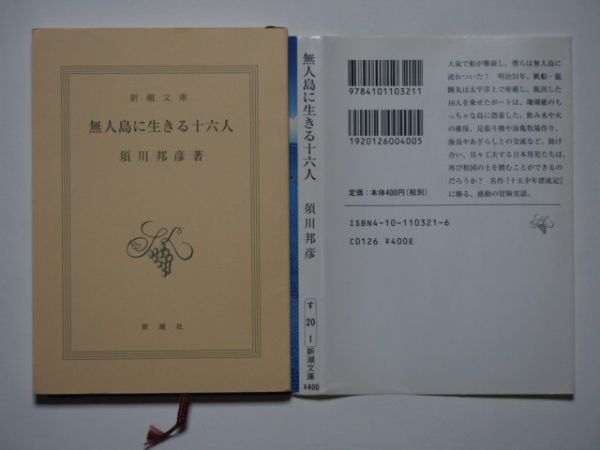 新潮文庫
無人島に生きる十六人
須川邦彦著
新潮社
無人島に生きる十六人
須川邦彦
す
20
1
新潮文庫
¥400
9784101103211
1920126004005
定価:本体400円(税別)
ISBN4-10-110321-6
C0126 ¥400E
大嵐で船が難破し、僕らは無人島に
流れついた! 明治31年、帆船・龍
睡丸は太平洋上で座礁し、脱出した
16人を乗せたボートは、珊瑚礁のち
っちゃな島に漂着した。飲み水や火
の確保、見張り櫓や海亀牧場作り、
海鳥やあざらしとの交流など、助け
合い、日々工夫する日本男児たちは、
再び祖国の土を踏むことができるの
だろうか? 名作『十五少年漂流記』
に勝る、感動の冒険実話。